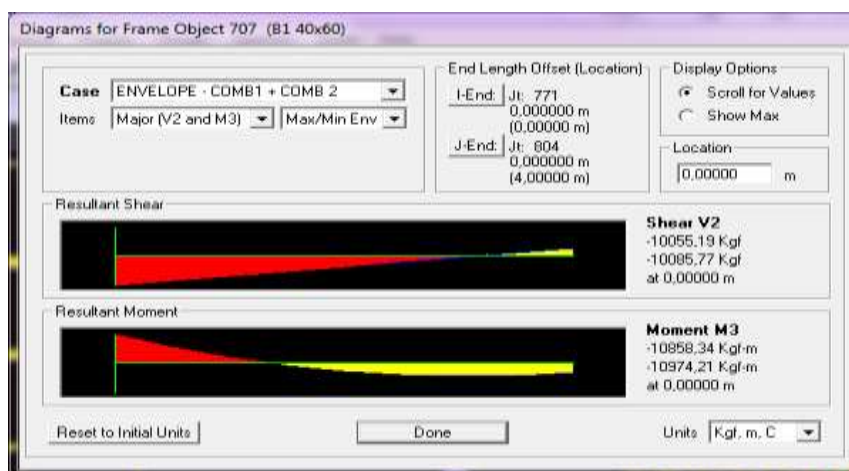 Diagrams for Frame Object 707 (B1 40x60)
Case ENVELOPE - COMB1 + COMB 2
Items Major (V2 and M3) Max/Min Env
End Length Offset (Location)
I-End: Jt: 771
0,000000 m
(0,00000 m)
J-End: Jt: 804
0,000000 m
(4,00000 m)
Display Options
Scroll for Values
Show Max
Location
0,00000 m
Resultant Shear
Shear V2
-10055,19 Kgf
-10085,77 Kgf
at 0,00000 m
Resultant Moment
Moment M3
-10858,34 Kgf-m
-10974,21 Kgf-m
at 0,00000 m
Reset to Initial Units
Done
Units Kgf, m, C